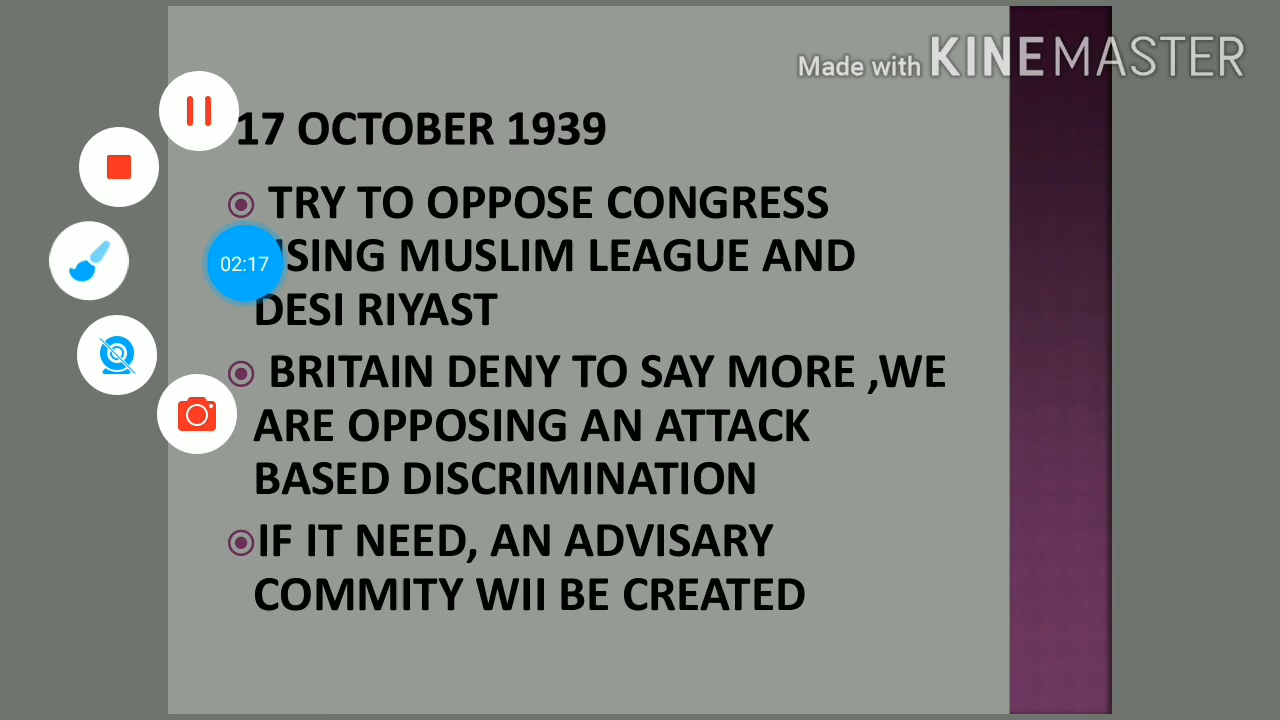 Made with KINEMASTER
17 OCTOBER 1939
TRY TO OPPOSE CONGRESS
MUSLIM LEAGUE AND
02:17
DESI RIYAST
BRITAIN DENY TO SAY MORE ,WE
ARE OPPOSING AN ATTACK
BASED DISCRIMINATION
IF IT NEED, AN ADVISARY
COMMITY WII BE CREATED